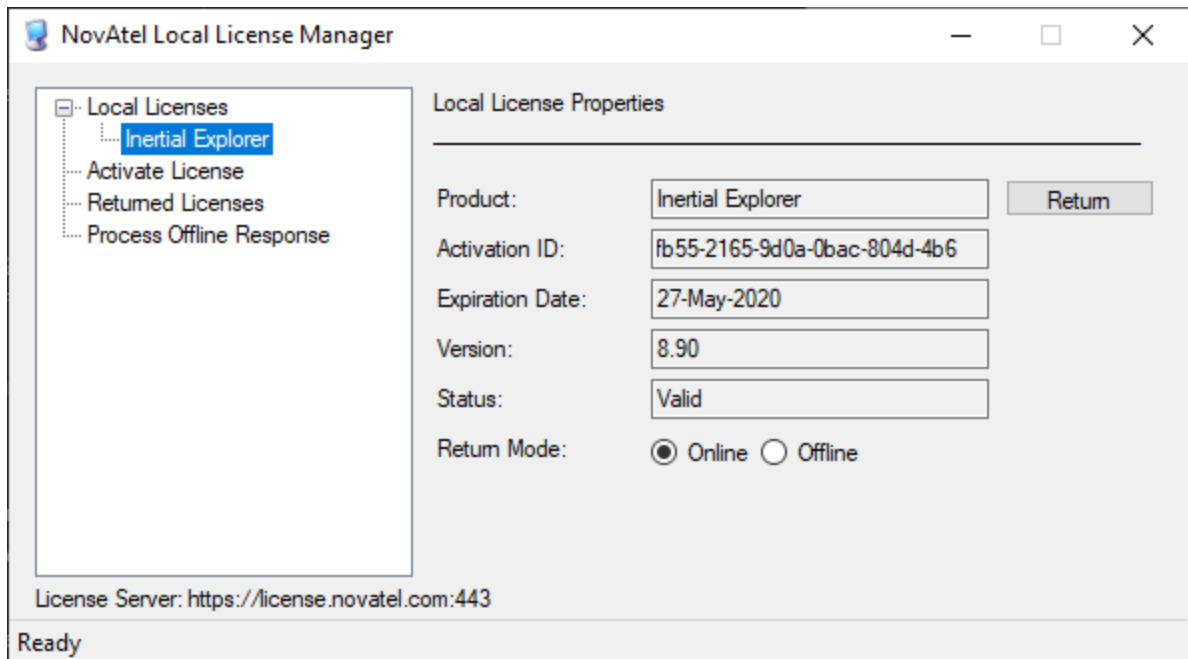 NovAtel Local License Manager
Local Licenses
Inertial Explorer
Activate License
Returned Licenses
Process Offline Response
Local License Properties
Product: Inertial Explorer Return
Activation ID: fb55-2165-9d0a-0bac-804d-4b6
Expiration Date: 27-May-2020
Version: 8.90
Status: Valid
Return Mode: Online Offline
License Server: https://license.novatel.com:443
Ready